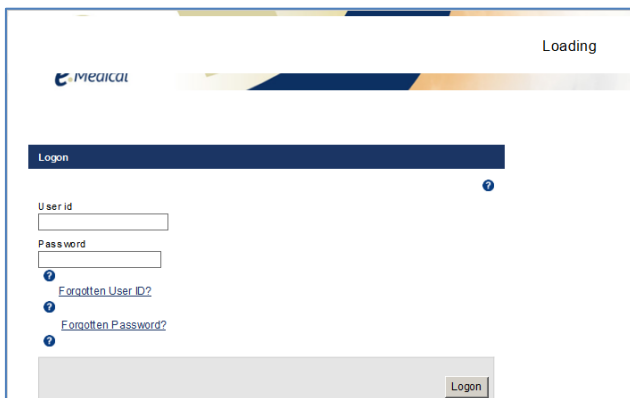 Loading
e Medical
Logon
?
User id
Password
?
Forgotten User ID?
?
Forgotten Password?
?
Logon